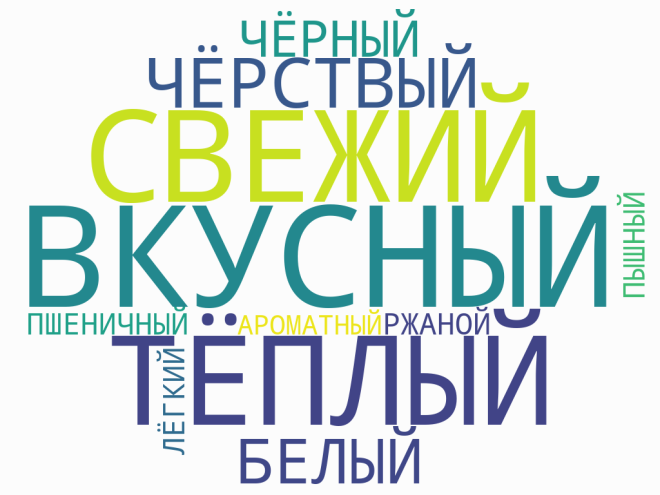 ЧЁРНЫЙ
ЧЁРСТВЫЙ
СВЕЖИЙ
ВКУСНЫЙ
ПЫШНЫЙ
ПШЕНИЧНЫЙ
АРОМАТНЫЙ
РЖАНОЙ
ТЁПЛЫЙ
ЛЁГКИЙ
БЕЛЫЙ